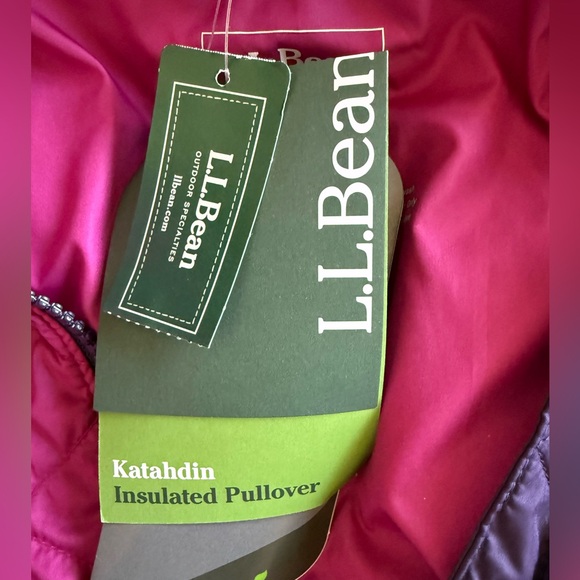 L.L.Bean
OUTDOOR SPECIALTIES
llbean.com
L.L.Bean
Katahdin
Insulated Pullover